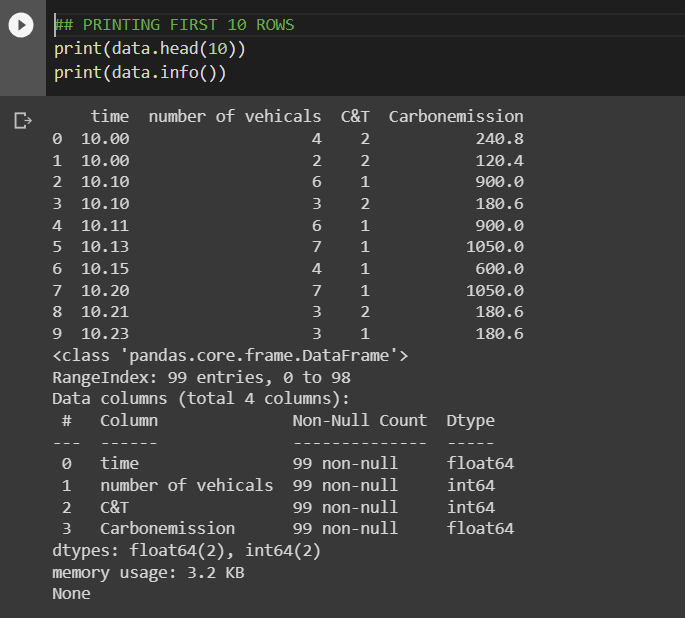 ## PRINTING FIRST 10 ROWS
print(data.head(10))
print(data.info())
time number of vehicals C&T Carbonemission
0 10.00 4 2 240.8
1 10.00 2 2 120.4
2 10.10 6 1 900.0
3 10.10 3 2 180.6
4 10.11 6 1 900.0
5 10.13 7 1 1050.0
6 10.15 4 1 600.0
7 10.20 7 1 1050.0
8 10.21 3 2 180.6
9 10.23 3 1 180.6
<class 'pandas.core.frame.DataFrame'>
RangeIndex: 99 entries, 0 to 98
Data columns (total 4 columns):
# Column Non-Null Count Dtype
--- ------ -------------- -----
0 time 99 non-null float64
1 number of vehicals 99 non-null int64
2 C&T 99 non-null int64
3 Carbonemission 99 non-null float64
dtypes: float64(2), int64(2)
memory usage: 3.2 KB
None